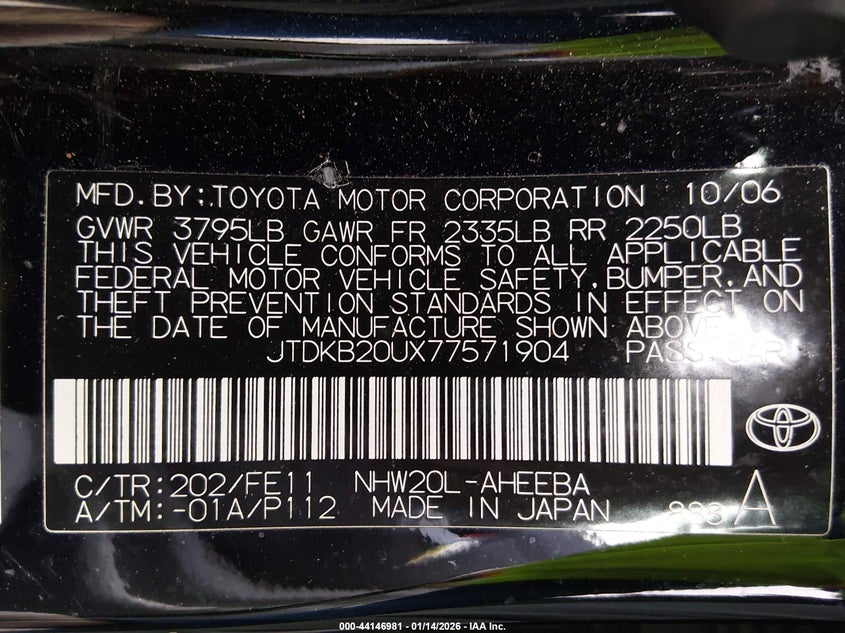 MFD.BY:TOYOTA MOTOR CORPORATION 10/06
GVWR 3795LB GAWR FR 2335LB RR 2250LB
THIS VEHICLE CONFORMS TO ALL APPLICABLE
FEDERAL MOTOR VEHICLE SAFETY,BUMPER,AND
THEFT PREVENTION STANDARDS IN EFFECT ON
THE DATE OF MANUFACTURE SHOWN ABOVE.
JTDKB20UX77571904 PASS.CAR
C/TR:202/FE11 NHW20L-AHEEBA
A/TM:-01A/P112 MADE IN JAPAN A
000-44146981 - 01/14/2026 - IAA Inc.